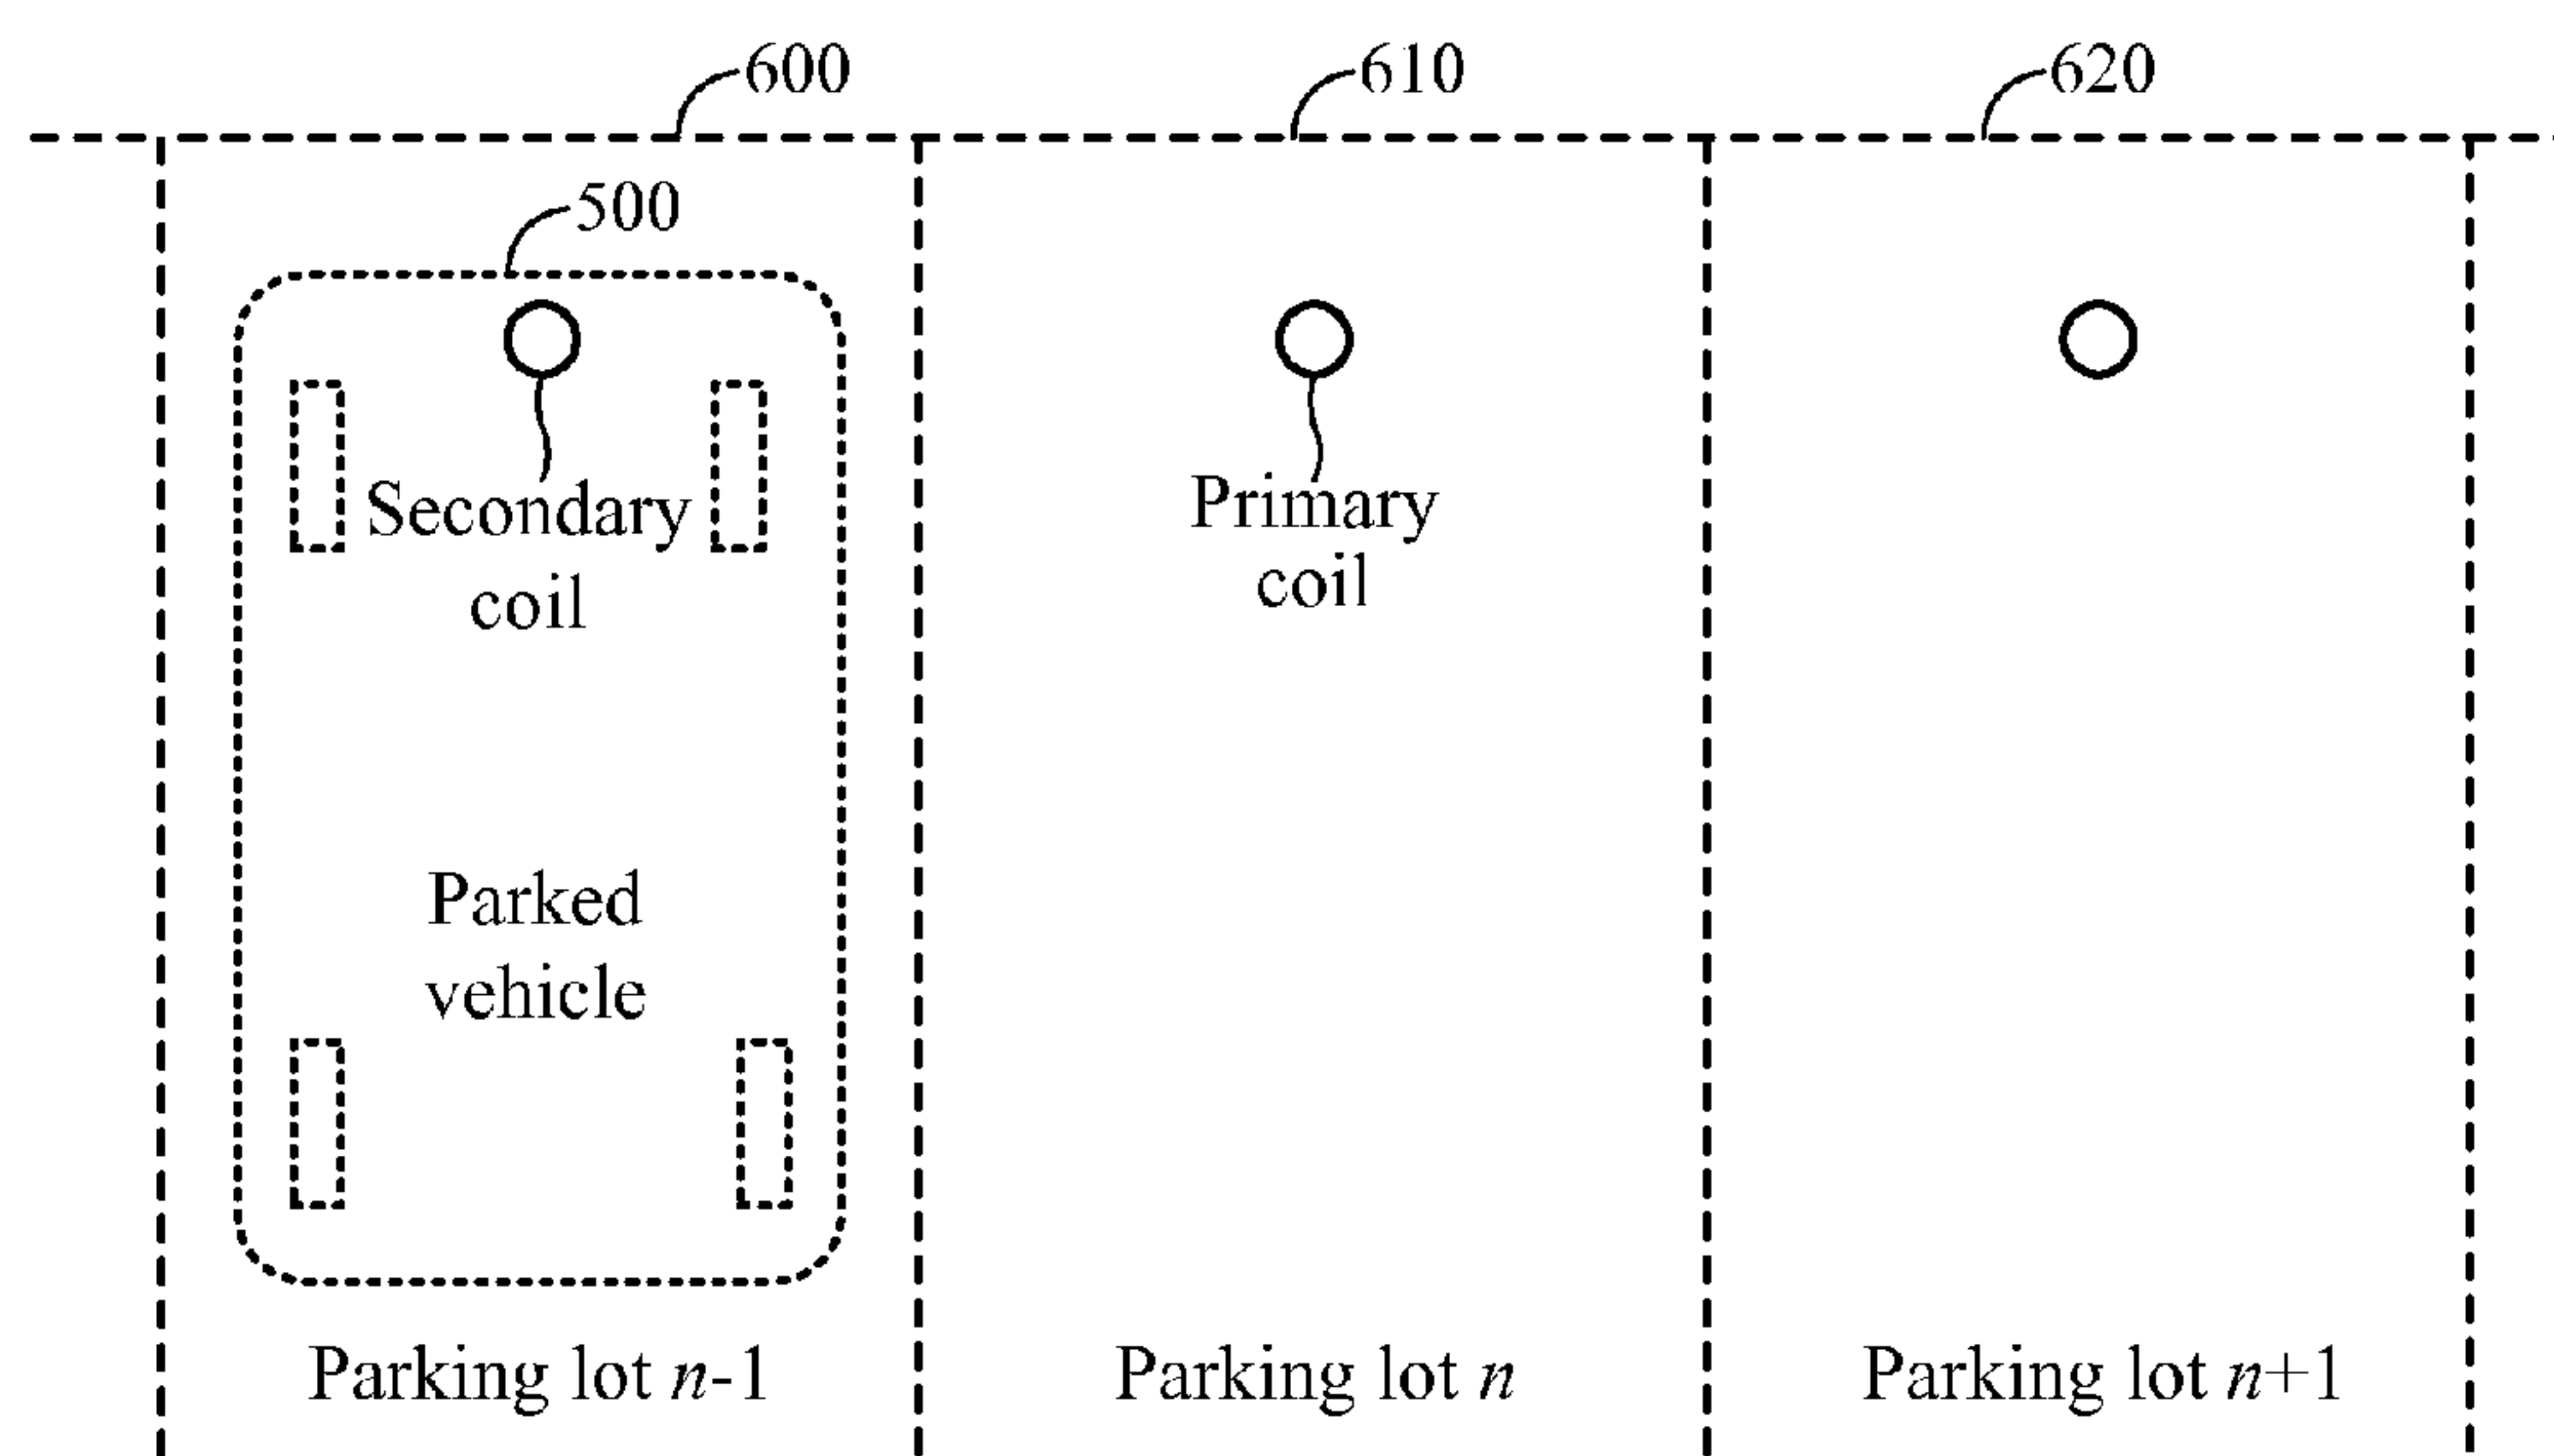 600
610
620
500
Secondary
coil
Primary
coil
Parked
vehicle
Parking lot n-1
Parking lot n
Parking lot n+1